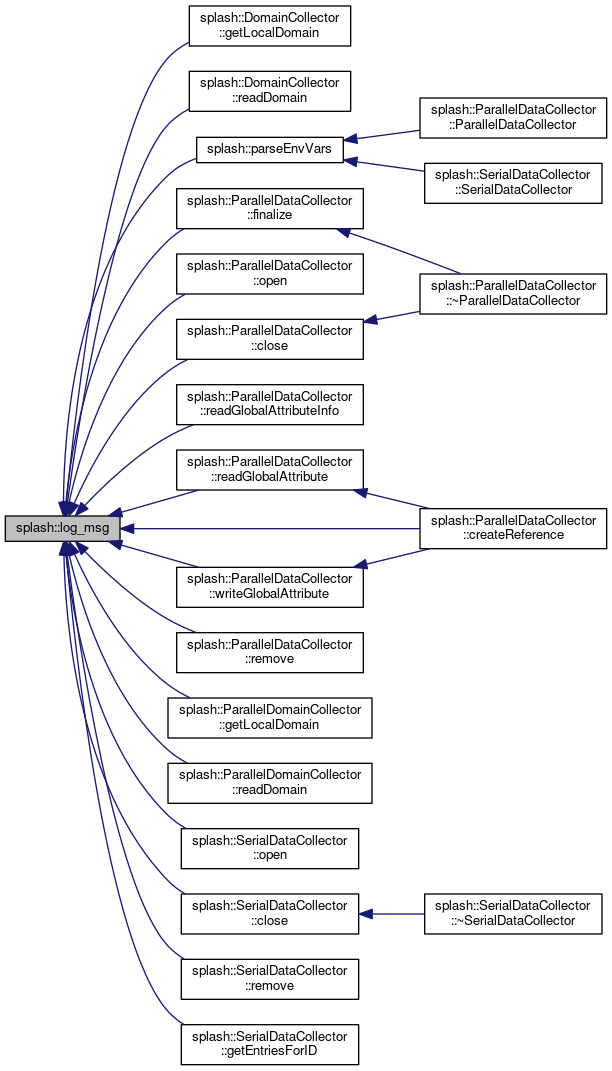 splash::DomainCollector
::getLocalDomain
splash::DomainCollector
::readDomain
splash::ParallelDataCollector
::ParallelDataCollector
splash::parseEnvVars
splash::SerialDataCollector
::SerialDataCollector
splash::ParallelDataCollector
::finalize
splash::ParallelDataCollector
::open
splash::ParallelDataCollector
::~ParallelDataCollector
splash::ParallelDataCollector
::close
splash::ParallelDataCollector
::readGlobalAttributeInfo
splash::ParallelDataCollector
::readGlobalAttribute
splash::log_msg
splash::ParallelDataCollector
::createReference
splash::ParallelDataCollector
::writeGlobalAttribute
splash::ParallelDataCollector
::remove
splash::ParallelDomainCollector
::getLocalDomain
splash::ParallelDomainCollector
::readDomain
splash::SerialDataCollector
::open
splash::SerialDataCollector
::close
splash::SerialDataCollector
::~SerialDataCollector
splash::SerialDataCollector
::remove
splash::SerialDataCollector
::getEntriesForID